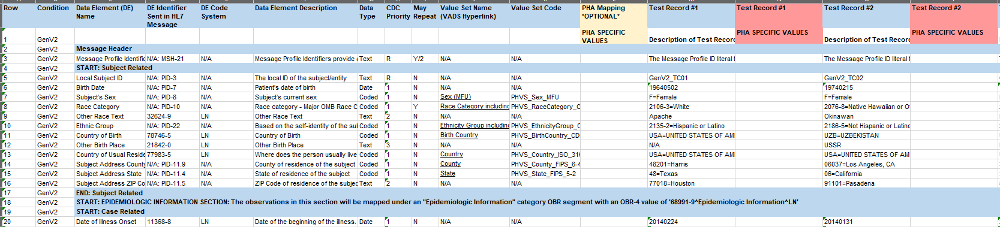 Row Condition Data Element (DE) Name DE Identifier Sent in HL7 Message DE Code System Data Element Description Data Type CDC Priority May Repeat Value Set Name (VADS Hyperlink) Value Set Code PHA Mapping *OPTIONAL* Test Record #1 Test Record #1 Test Record #2 Test Record #2
1 GenV2 PHA SPECIFIC VALUES Description of Test Recor PHA SPECIFIC VALUES Description of Test Recor PHA SPECIFIC VALUES
2 GenV2 Message Header
3 GenV2 Message Profile Identifie N/A: MSH-21 N/A Message Profile Identifiers provide Text R Y/2 N/A N/A The Message Profile ID literal f The Message Profile ID literal f
4 GenV2 START: Subject Related
5 GenV2 Local Subject ID N/A: PID-3 N/A The local ID of the subject/entity Text R N N/A N/A GenV2_TC01 GenV2_TC02
6 GenV2 Birth Date N/A: PID-7 N/A Patient's date of birth Date 1 N N/A N/A 19640502 19740215
7 GenV2 Subject's Sex N/A: PID-8 N/A Subject's current sex Coded 1 N Sex (MFU) PHVS_Sex_MFU F=Female F=Female
8 GenV2 Race Category N/A: PID-10 N/A Race category - Major OMB Race C Coded 1 Y Race Category including PHVS_RaceCategory_C 2106-3=White 2076-8=Native Hawaiian or O
9 GenV2 Other Race Text 32624-9 LN Other Race Text Text 2 N N/A N/A Apache Okinawan
10 GenV2 Ethnic Group N/A: PID-22 N/A Based on the self-identity of the sul Coded 1 N Ethnicity Group including PHVS_EthnicityGroup_C 2135-2=Hispanic or Latino 2186-5=Not Hispanic or Latinc
11 GenV2 Country of Birth 78746-5 LN Country of Birth Coded 1 N Birth Country PHVS_BirthCountry_CD USA=UNITED STATES OF AM UZB=UZBEKISTAN
12 GenV2 Other Birth Place 21842-0 LN Other Birth Place Text 3 N N/A N/A N/A USSR
13 GenV2 Country of Usual Reside 77983-5 LN Where does the person usually live Coded 1 N Country PHVS_Country_ISO_316 USA=UNITED STATES OF AM USA=UNITED STATES OF AM
14 GenV2 Subject Address County N/A: PID-11.9 N/A County of residence of the subject Coded 1 N County PHVS_County_FIPS_6-4 48201=Harris 06037=Los Angeles, CA
15 GenV2 Subject Address State N/A: PID-11.4 N/A State of residence of the subject Coded 1 N State PHVS_State_FIPS_5-2 48=Texas 06=California
16 GenV2 Subject Address ZIP Co N/A: PID-11.5 N/A ZIP Code of residence of the subjec Text 2 N N/A N/A 77018=Houston 91101=Pasadena
17 GenV2 END: Subject Related
18 GenV2 START: EPIDEMIOLOGIC INFORMATION SECTION: The observations in this section will be mapped under an "Epidemiologic Information" category OBR segment with an OBR-4 value of '68991-9^Epidemiologic Information^LN'
19 GenV2 START: Case Related
20 GenV2 Date of Illness Onset 11368-8 LN Date of the beginning of the illness. Date 1 N N/A N/A 20140224 20140131